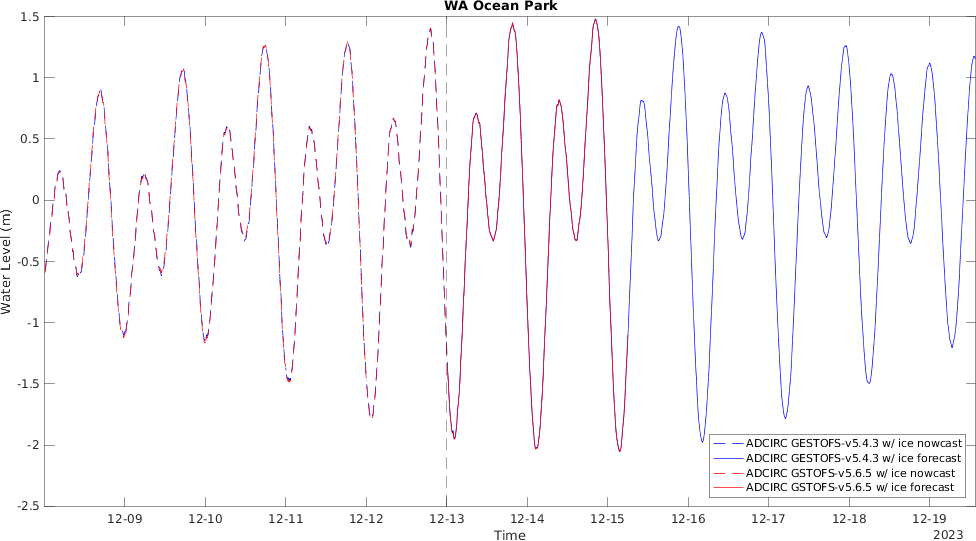 WA Ocean Park
1.5
1
0.5
0
-0.5
-1
-1.5
-2
-2.5
Water Level (m)
ADCIRC GESTOFS-v5.4.3 w/ ice nowcast
ADCIRC GESTOFS-v5.4.3 w/ ice forecast
ADCIRC GSTOFS-v5.6.5 w/ ice nowcast
ADCIRC GSTOFS-v5.6.5 w/ ice forecast
12-09 12-10 12-11 12-12 12-13 12-14 12-15 12-16 12-17 12-18 12-19
Time
2023